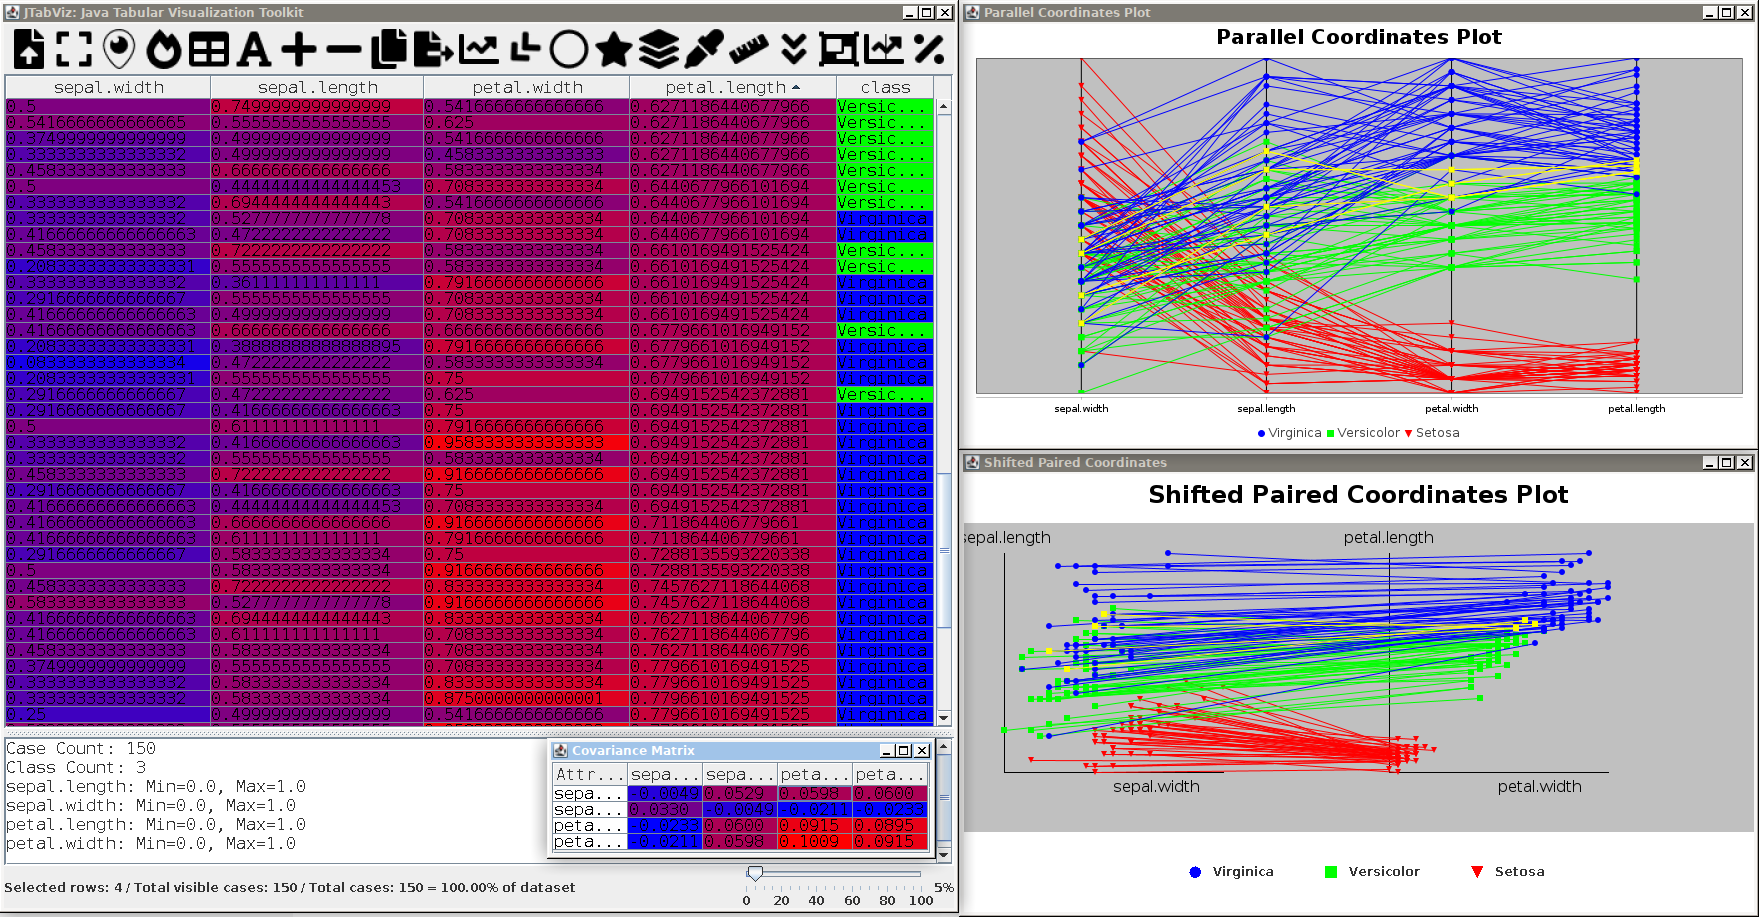 JTabViz: Java Tabular Visualization Toolkit
sepal.width sepal.length petal.width petal.length class
0.5 0.7499999999999999 0.5416666666666666 0.6271186440677966 Versic...
0.5416666666666665 0.5555555555555555 0.625 0.6271186440677966 Versic...
0.3749999999999999 0.4999999999999999 0.5416666666666666 0.6271186440677966 Versic...
0.3333333333333332 0.4999999999999999 0.4583333333333333 0.6271186440677966 Versic...
0.4583333333333333 0.6666666666666666 0.5833333333333334 0.6271186440677966 Versic...
0.5 0.44444444444444453 0.7083333333333334 0.6440677966101694 Versic...
0.3333333333333332 0.6944444444444443 0.5416666666666666 0.6440677966101694 Versic...
0.3333333333333332 0.5277777777777778 0.7083333333333334 0.6440677966101694 Virginica
0.41666666666666663 0.4722222222222222 0.7083333333333334 0.6440677966101694 Virginica
0.4583333333333333 0.7222222222222222 0.5833333333333334 0.6610169491525424 Versic...
0.20833333333333331 0.5555555555555555 0.5833333333333334 0.6610169491525424 Versic...
0.3333333333333332 0.3611111111111111 0.7916666666666666 0.6610169491525424 Virginica
0.2916666666666667 0.5555555555555555 0.7083333333333334 0.6610169491525424 Virginica
0.41666666666666663 0.4999999999999999 0.7083333333333334 0.6610169491525424 Virginica
0.41666666666666663 0.6666666666666666 0.6666666666666666 0.6779661016949152 Versic...
0.20833333333333331 0.38888888888888895 0.7916666666666666 0.6779661016949152 Virginica
0.08333333333333334 0.4722222222222222 0.5833333333333334 0.6779661016949152 Virginica
0.20833333333333331 0.5555555555555555 0.75 0.6779661016949152 Virginica
0.2916666666666667 0.4722222222222222 0.625 0.6949152542372881 Versic...
0.2916666666666667 0.41666666666666663 0.75 0.6949152542372881 Virginica
0.5 0.6111111111111111 0.7916666666666666 0.6949152542372881 Virginica
0.3333333333333332 0.41666666666666663 0.9583333333333333 0.6949152542372881 Virginica
0.3333333333333332 0.5555555555555555 0.5833333333333334 0.6949152542372881 Virginica
0.4583333333333333 0.7222222222222222 0.9166666666666666 0.6949152542372881 Virginica
0.2916666666666667 0.41666666666666663 0.75 0.6949152542372881 Virginica
0.41666666666666663 0.44444444444444453 0.7083333333333334 0.6949152542372881 Virginica
0.41666666666666663 0.6666666666666666 0.9166666666666666 0.711864406779661 Virginica
0.41666666666666663 0.6111111111111111 0.9166666666666666 0.711864406779661 Virginica
0.2916666666666667 0.5833333333333334 0.75 0.7288135593220338 Virginica
0.5 0.5833333333333334 0.9166666666666666 0.7288135593220338 Virginica
0.4583333333333333 0.7222222222222222 0.8333333333333334 0.7457627118644068 Virginica
0.5833333333333333 0.5277777777777778 0.9166666666666666 0.7457627118644068 Virginica
0.41666666666666663 0.6944444444444443 0.8333333333333334 0.7627118644067796 Virginica
0.41666666666666663 0.6111111111111111 0.7083333333333334 0.7627118644067796 Virginica
0.4583333333333333 0.5833333333333334 0.8333333333333334 0.7627118644067796 Virginica
0.3749999999999999 0.5555555555555555 0.7083333333333334 0.7796610169491525 Virginica
0.3333333333333332 0.5833333333333334 0.8333333333333334 0.7796610169491525 Virginica
0.3333333333333332 0.5833333333333334 0.8750000000000001 0.7796610169491525 Virginica
0.25 0.4999999999999999 0.5416666666666666 0.7796610169491525 Virginica
Case Count: 150
Class Count: 3
sepal.length: Min=0.0, Max=1.0
sepal.width: Min=0.0, Max=1.0
petal.length: Min=0.0, Max=1.0
petal.width: Min=0.0, Max=1.0
Covariance Matrix
Attr... sepa... sepa... peta... peta...
sepa... -0.0049 0.0529 0.0598 0.0600
sepa... 0.0330 -0.0049 -0.0211 -0.0233
peta... -0.0233 0.0600 0.0915 0.0895
peta... -0.0211 0.0598 0.1009 0.0915
Selected rows: 4 / Total visible cases: 150 / Total cases: 150 = 100.00% of dataset
5%
0 20 40 60 80 100
Parallel Coordinates Plot
Parallel Coordinates Plot
sepal.width sepal.length petal.width petal.length
Virginica Versicolor Setosa
Shifted Paired Coordinates
Shifted Paired Coordinates Plot
sepal.length petal.length
sepal.width petal.width
Virginica Versicolor Setosa